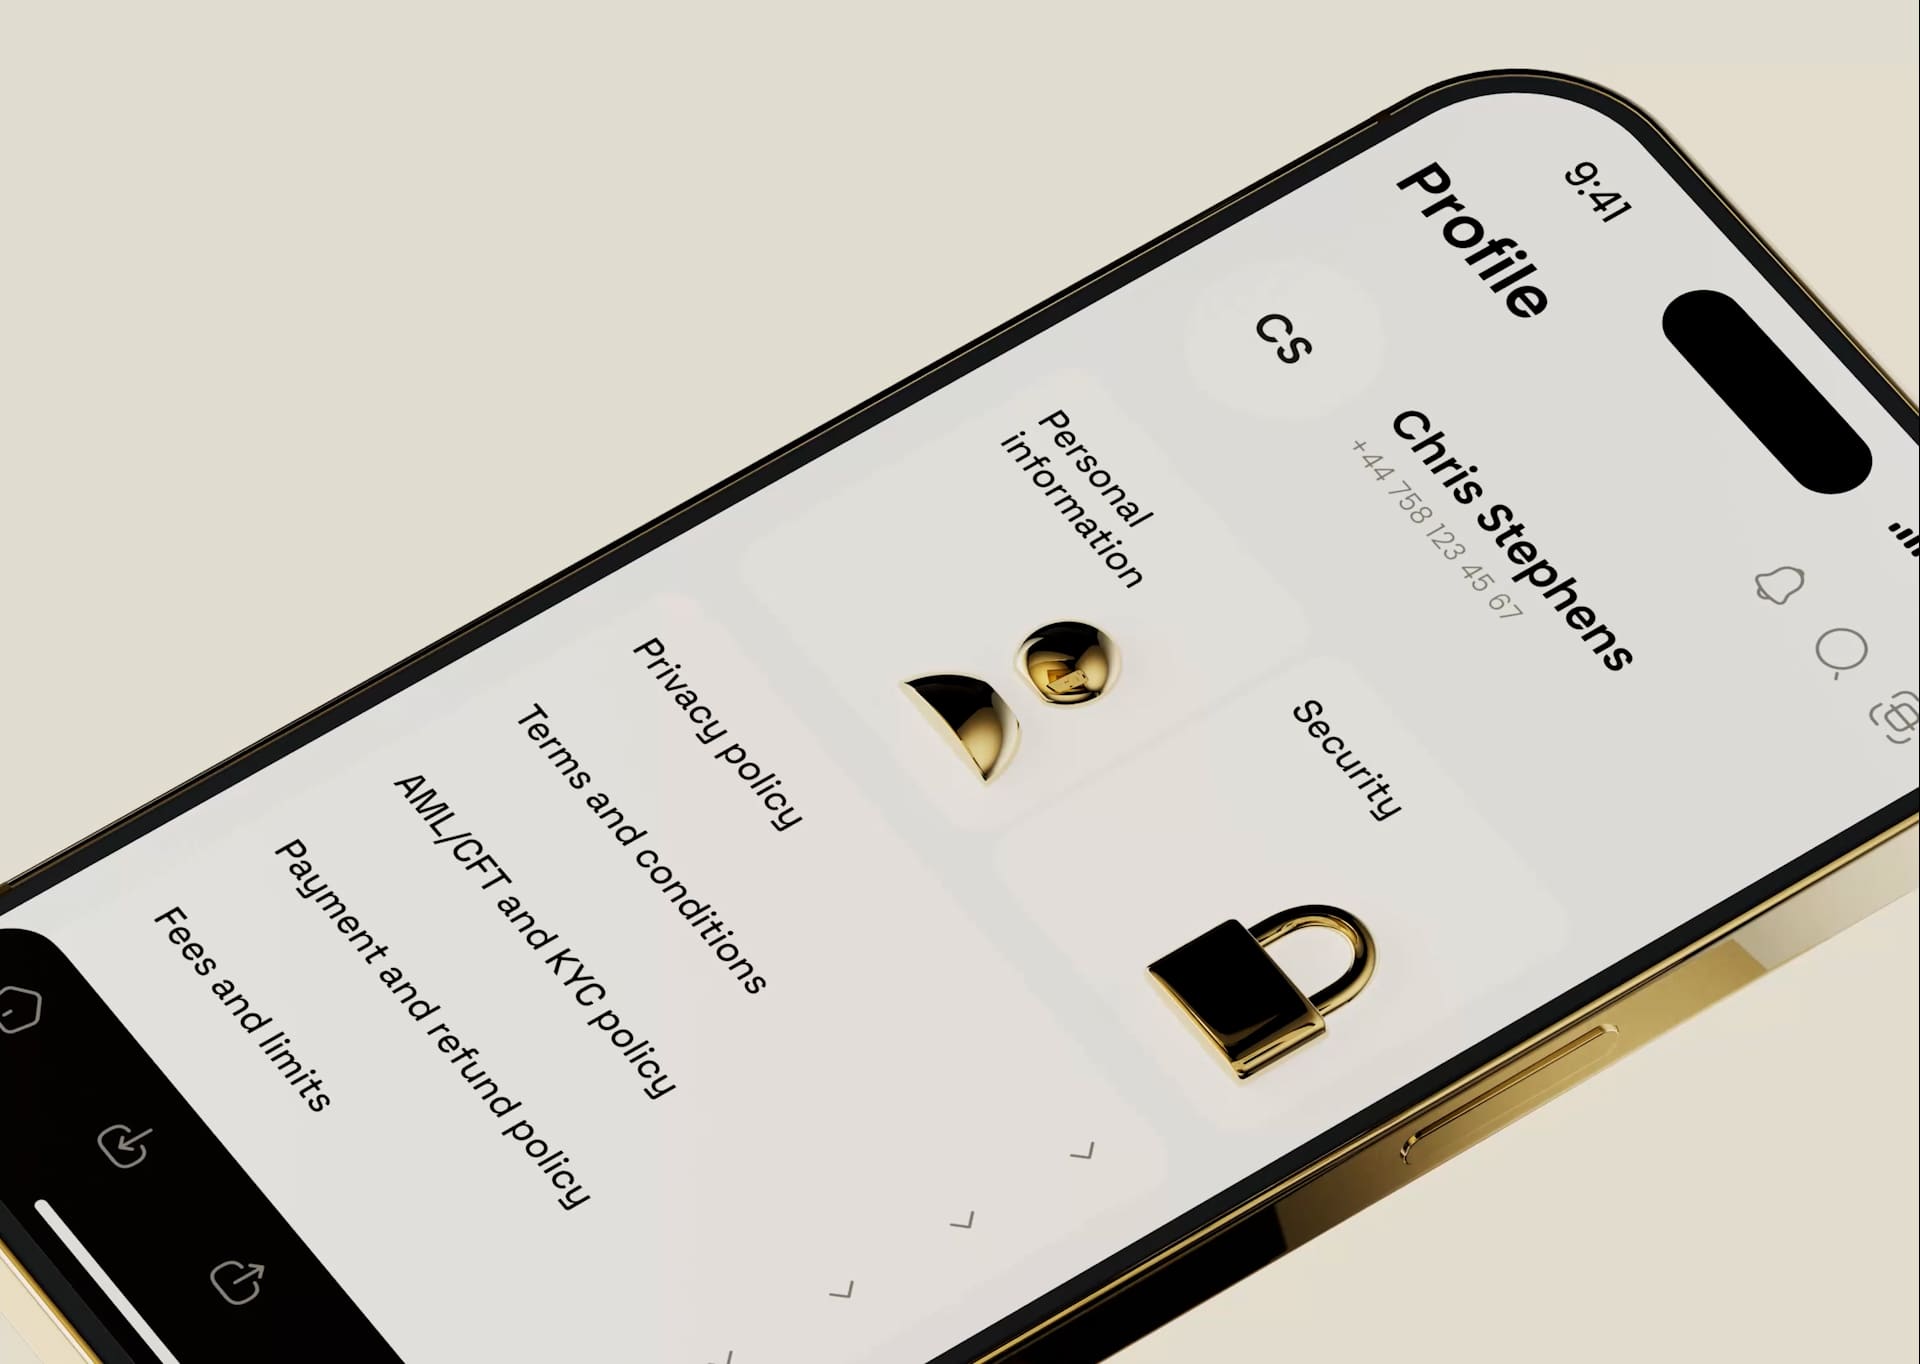 9:41
Profile
CS
Chris Stephens
+44 758 123 45 67
Personal
information
Security
Privacy policy
Terms and conditions
AML/CFT and KYC policy
Payment and refund policy
Fees and limits